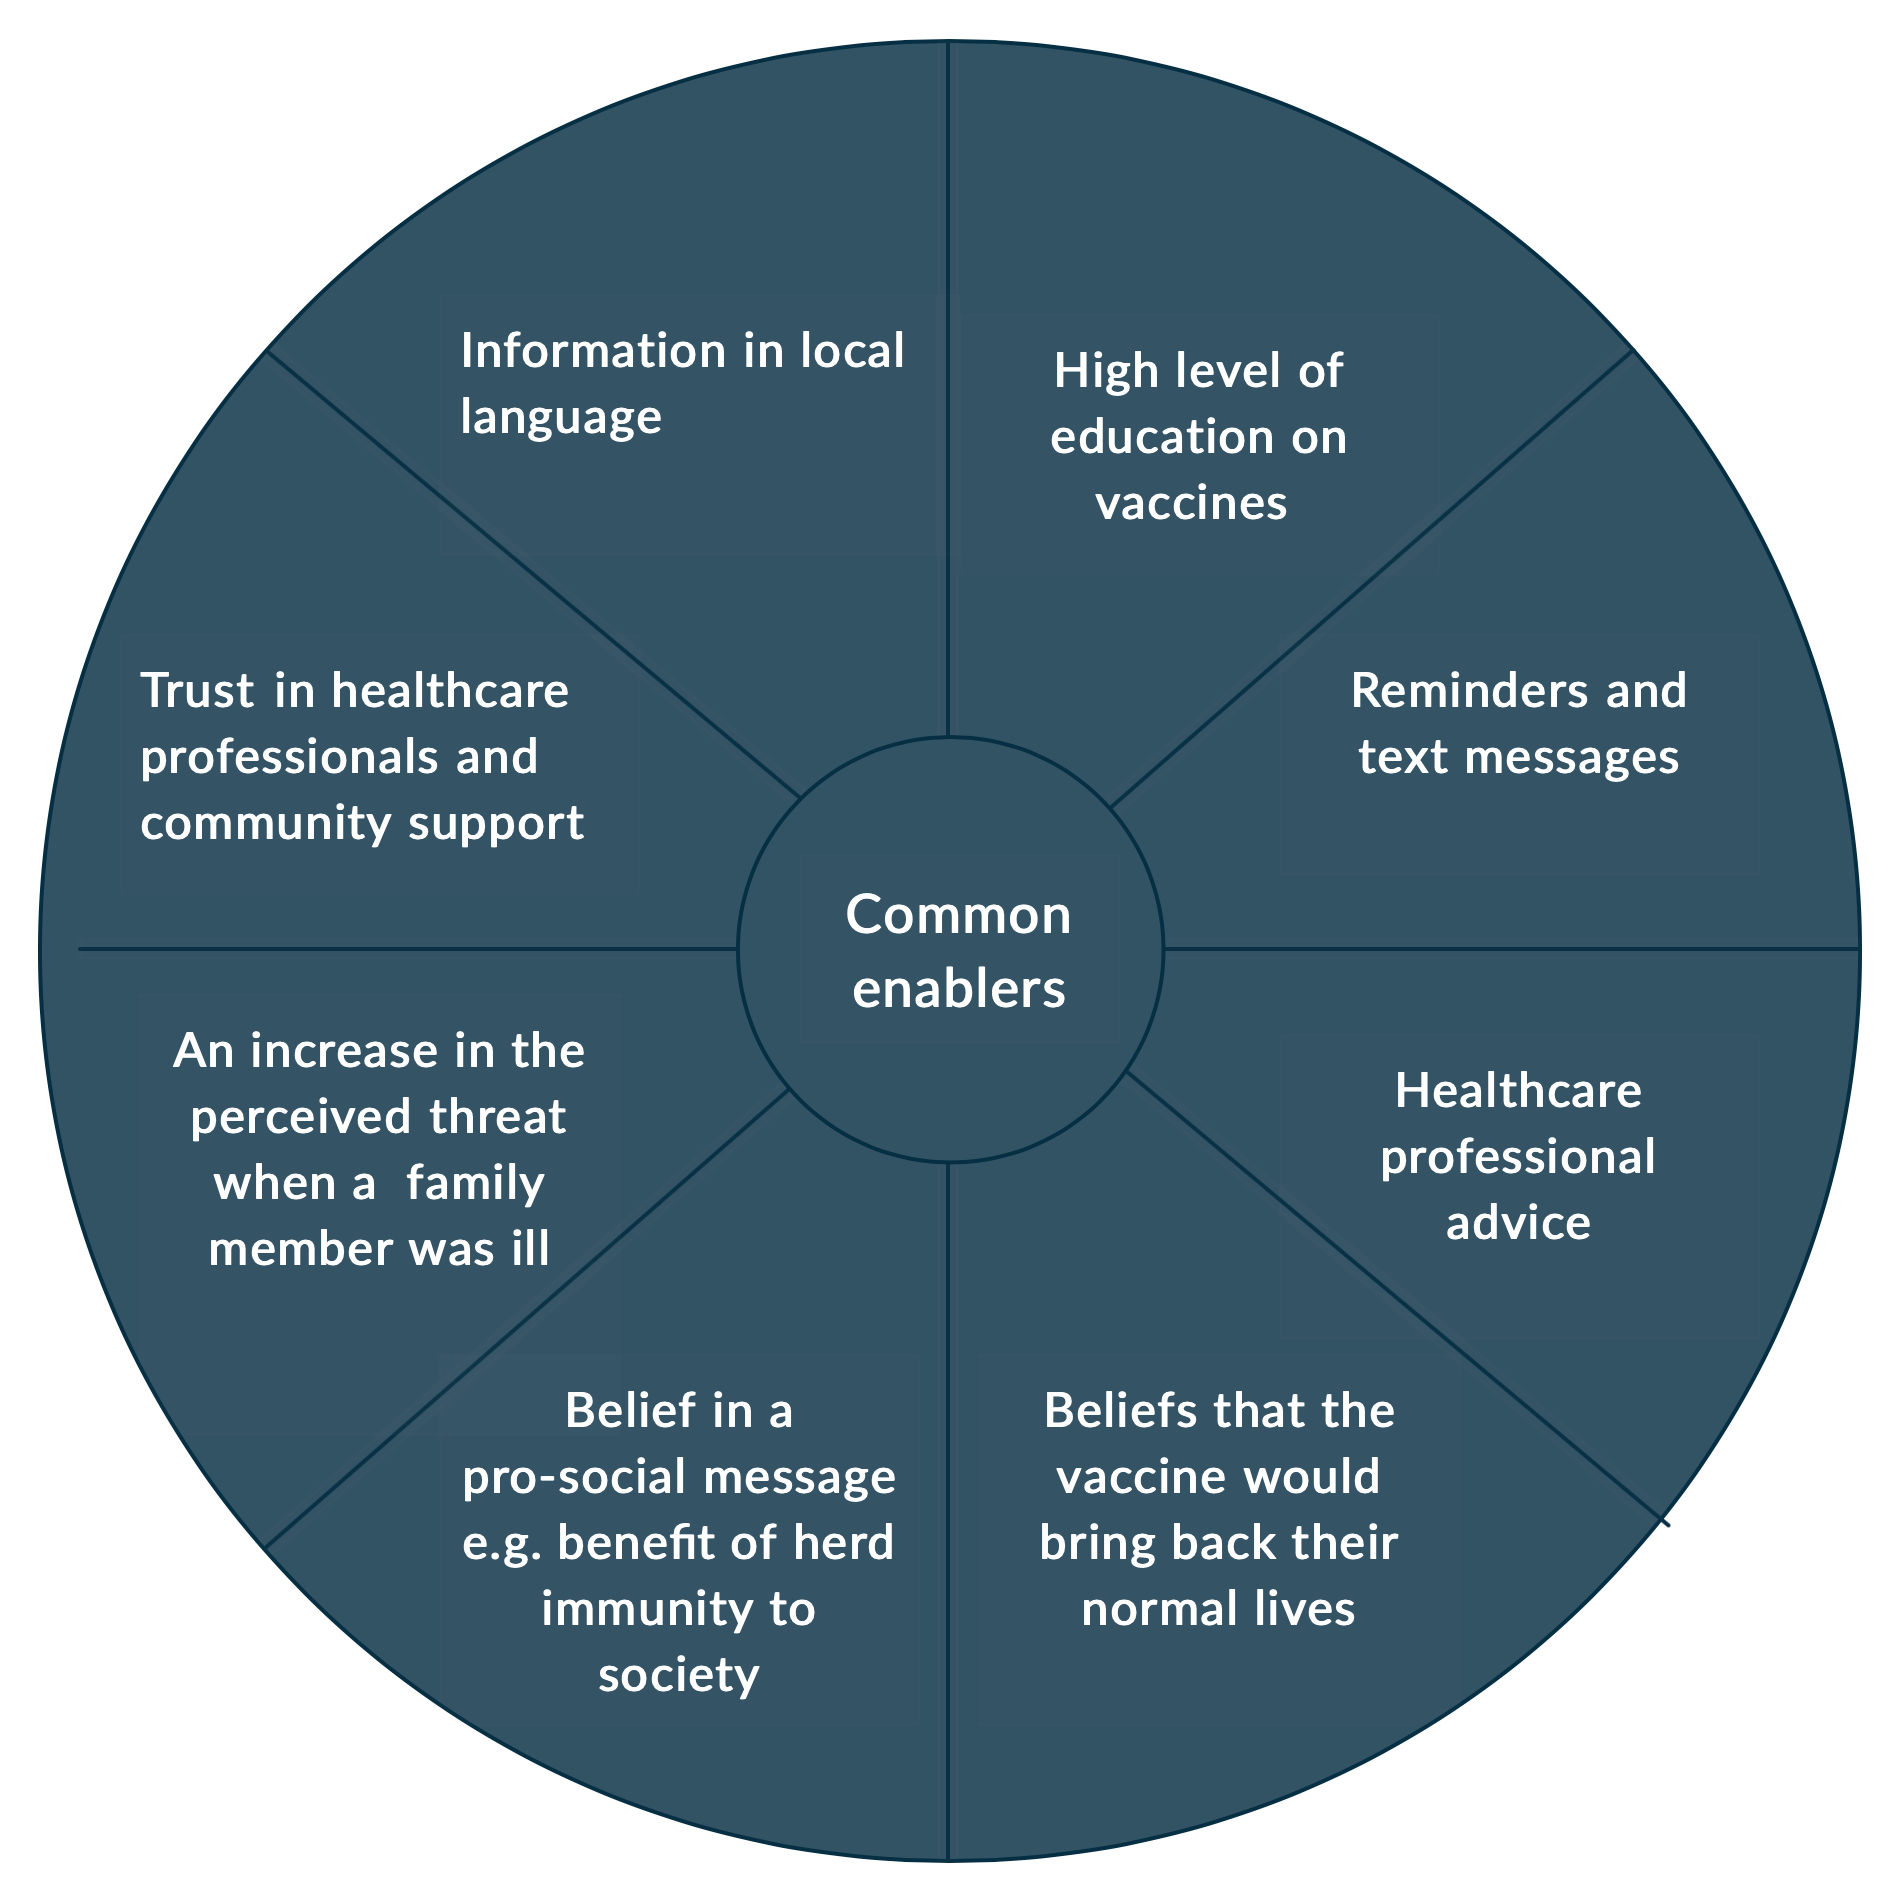 Information in local
language
High level of
education on
vaccines
Trust in healthcare
professionals and
community support
Reminders and
text messages
Common
enablers
An increase in the
perceived threat
when a  family
member was ill
Healthcare
professional
advice
Belief in a
pro-social message
e.g. benefit of herd
immunity to
society
Beliefs that the
vaccine would
bring back their
normal lives